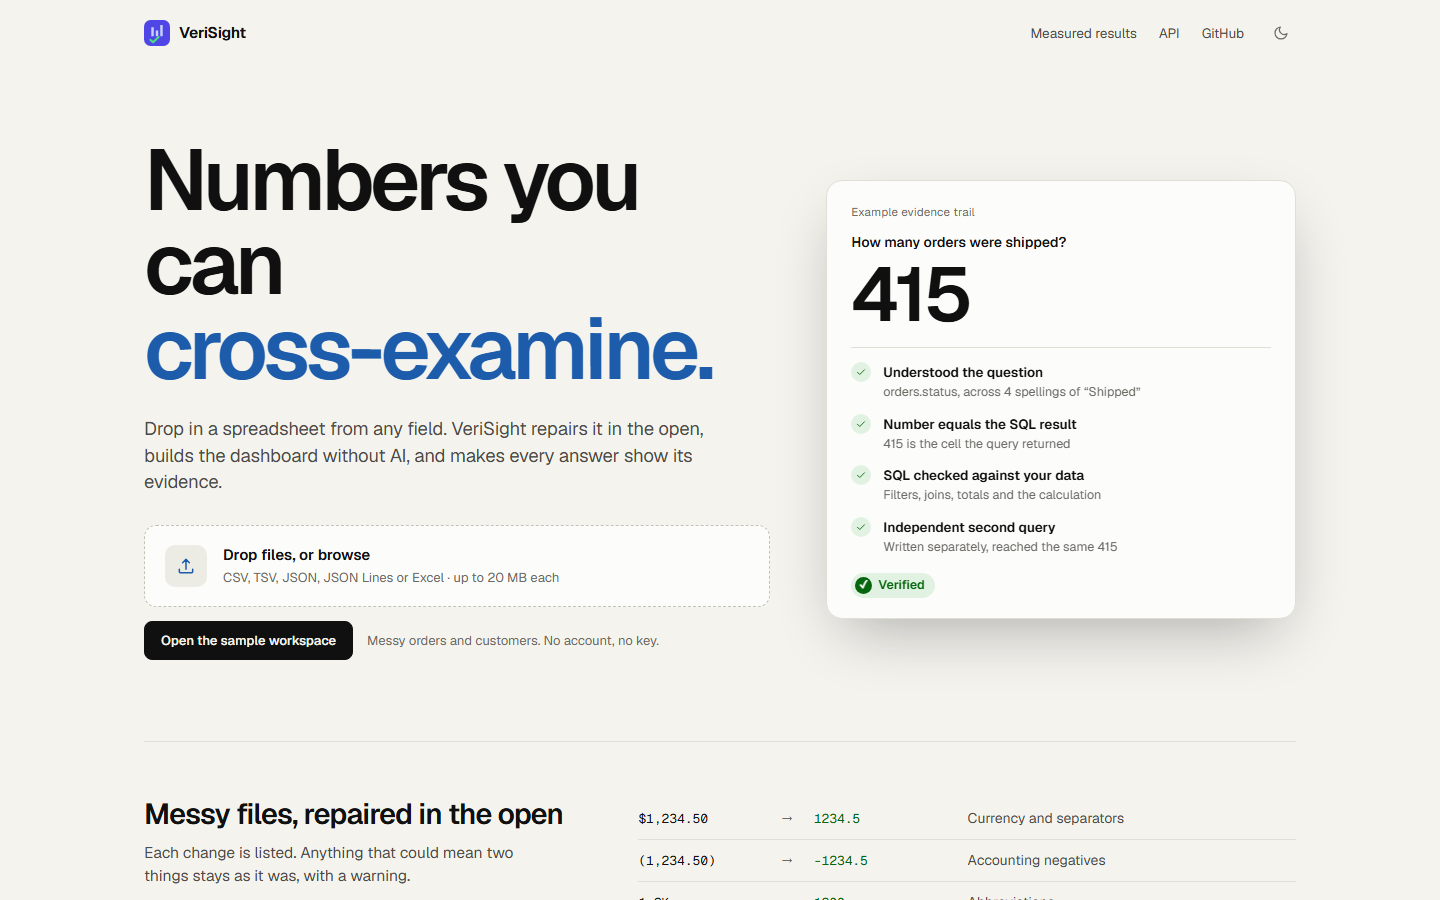 VeriSight
Measured results
API
GitHub
Numbers you
can
cross-examine.
Drop in a spreadsheet from any field. VeriSight repairs it in the open,
builds the dashboard without AI, and makes every answer show its
evidence.
Drop files, or browse
CSV, TSV, JSON, JSON Lines or Excel · up to 20 MB each
Open the sample workspace
Messy orders and customers. No account, no key.
Example evidence trail
How many orders were shipped?
415
Understood the question
orders.status, across 4 spellings of “Shipped”
Number equals the SQL result
415 is the cell the query returned
SQL checked against your data
Filters, joins, totals and the calculation
Independent second query
Written separately, reached the same 415
Verified
Messy files, repaired in the open
Each change is listed. Anything that could mean two
things stays as it was, with a warning.
$1,234.50 → 1234.5 Currency and separators
(1,234.50) → -1234.5 Accounting negatives